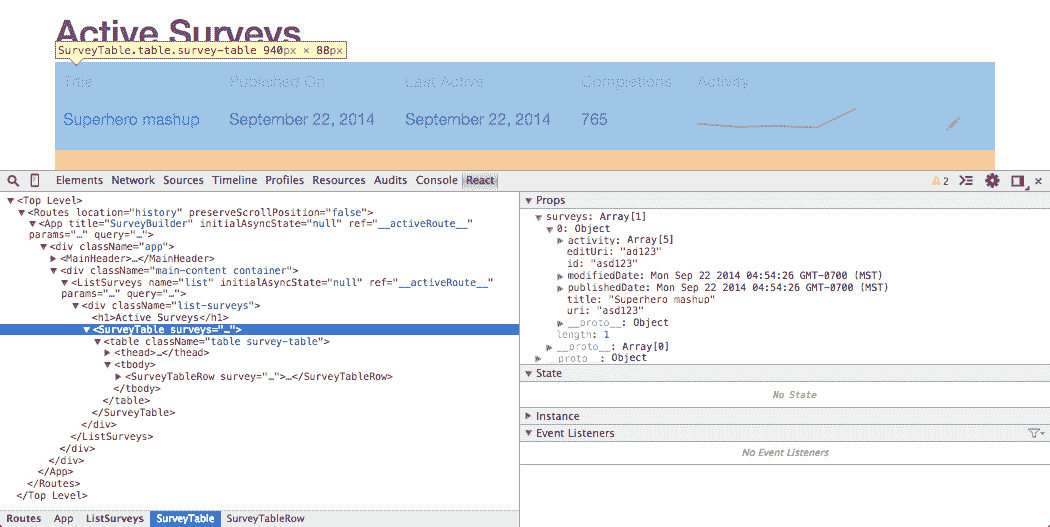 Active Surveys
SurveyTable.table.survey-table 940px × 88px
Title Published On Last Active Completions Activity
Superhero mashup September 22, 2014 September 22, 2014 765
Elements Network Sources Timeline Profiles Resources Audits Console React 2
<Top Level>
<Routes location="history" preserveScrollPosition="false">
<App title="SurveyBuilder" initialAsyncState="null" ref="__activeRoute__"
params="…" query="…">
<div className="app">
<MainHeader>…</MainHeader>
<div className="main-content container">
<ListSurveys name="list" initialAsyncState="null" ref="__activeRoute__"
params="…" query="…">
<div className="list-surveys">
<h1>Active Surveys</h1>
<SurveyTable surveys="…">
<table className="table survey-table">
<thead>…</thead>
<tbody>
<SurveyTableRow survey="…">…</SurveyTableRow>
</tbody>
</table>
</SurveyTable>
</div>
</ListSurveys>
</div>
</div>
</App>
</Routes>
</Top Level>
Routes App ListSurveys SurveyTable SurveyTableRow
Props
surveys: Array[1]
0: Object
activity: Array[5]
editUri: "ad123"
id: "asd123"
modifiedDate: Mon Sep 22 2014 04:54:26 GMT-0700 (MST)
publishedDate: Mon Sep 22 2014 04:54:26 GMT-0700 (MST)
title: "Superhero mashup"
uri: "asd123"
__proto__: Object
length: 1
__proto__: Array[0]
__proto__: Object
State
No State
Instance
Event Listeners
No Event Listeners